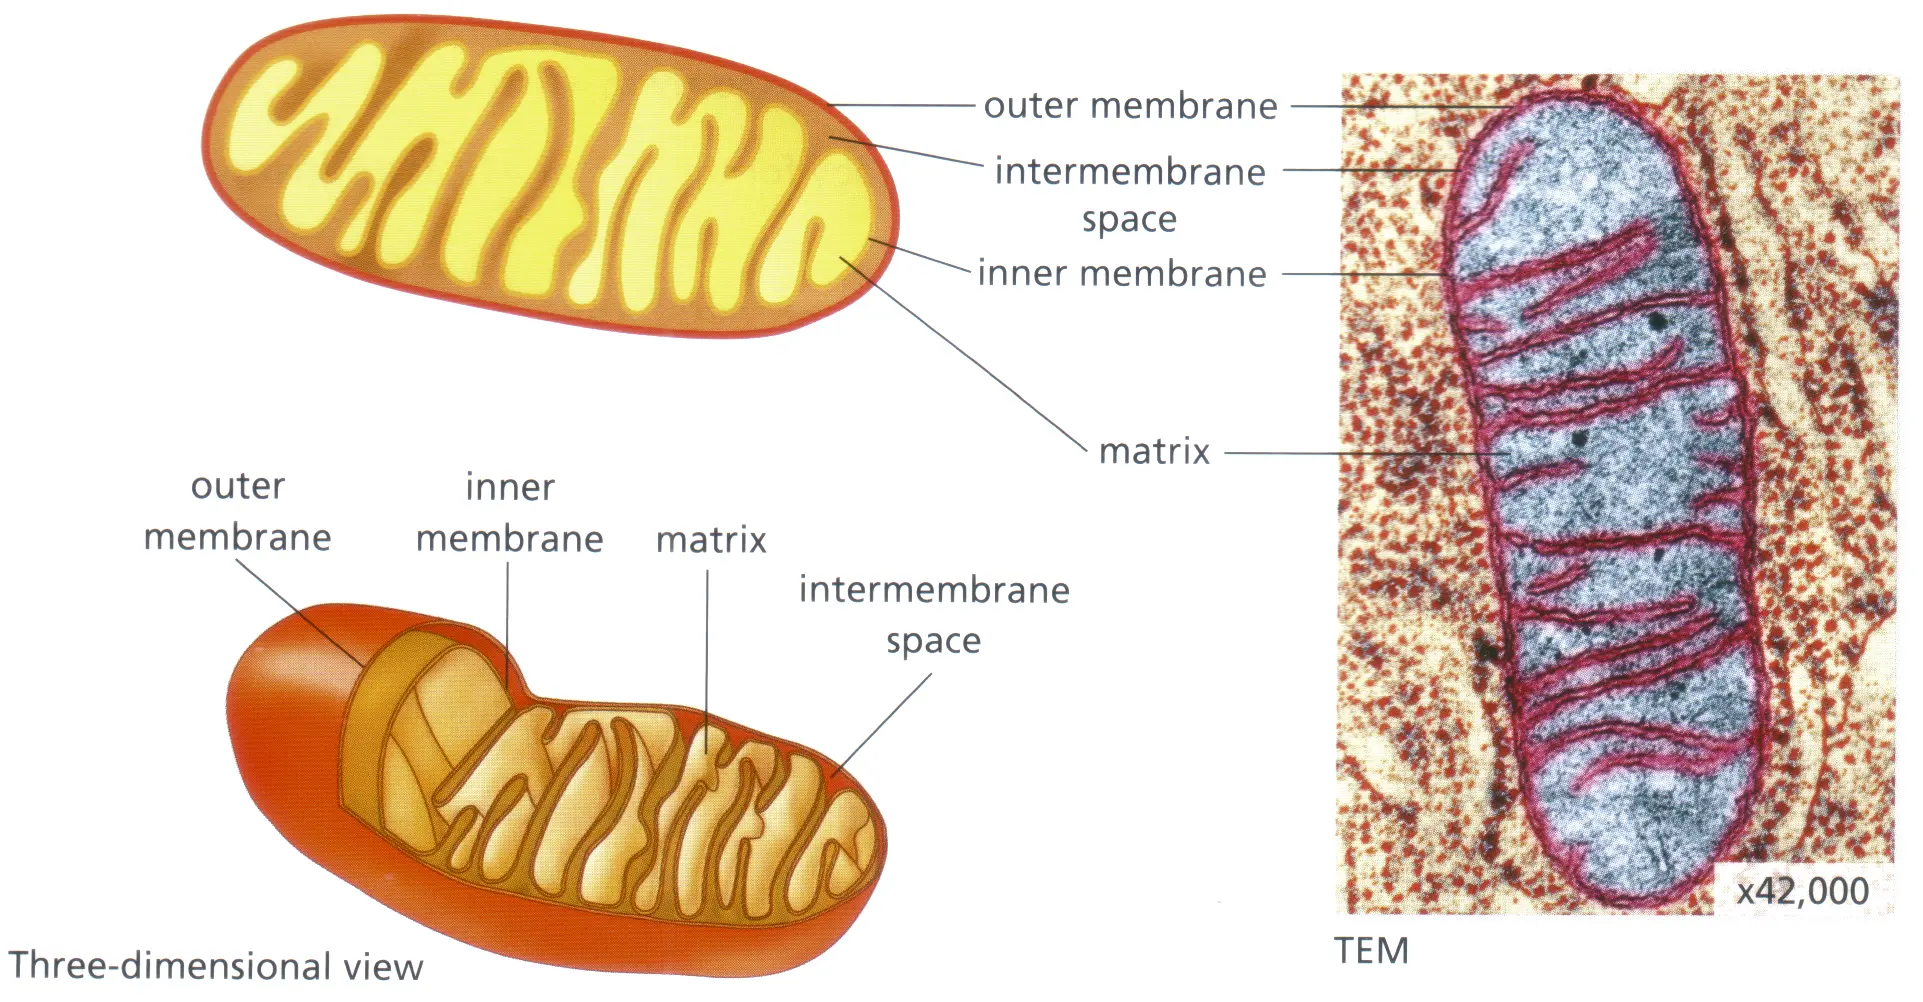 outer membrane
intermembrane
space
inner membrane
matrix
outer
membrane
inner
membrane
matrix
intermembrane
space
x42,000
Three-dimensional view
TEM